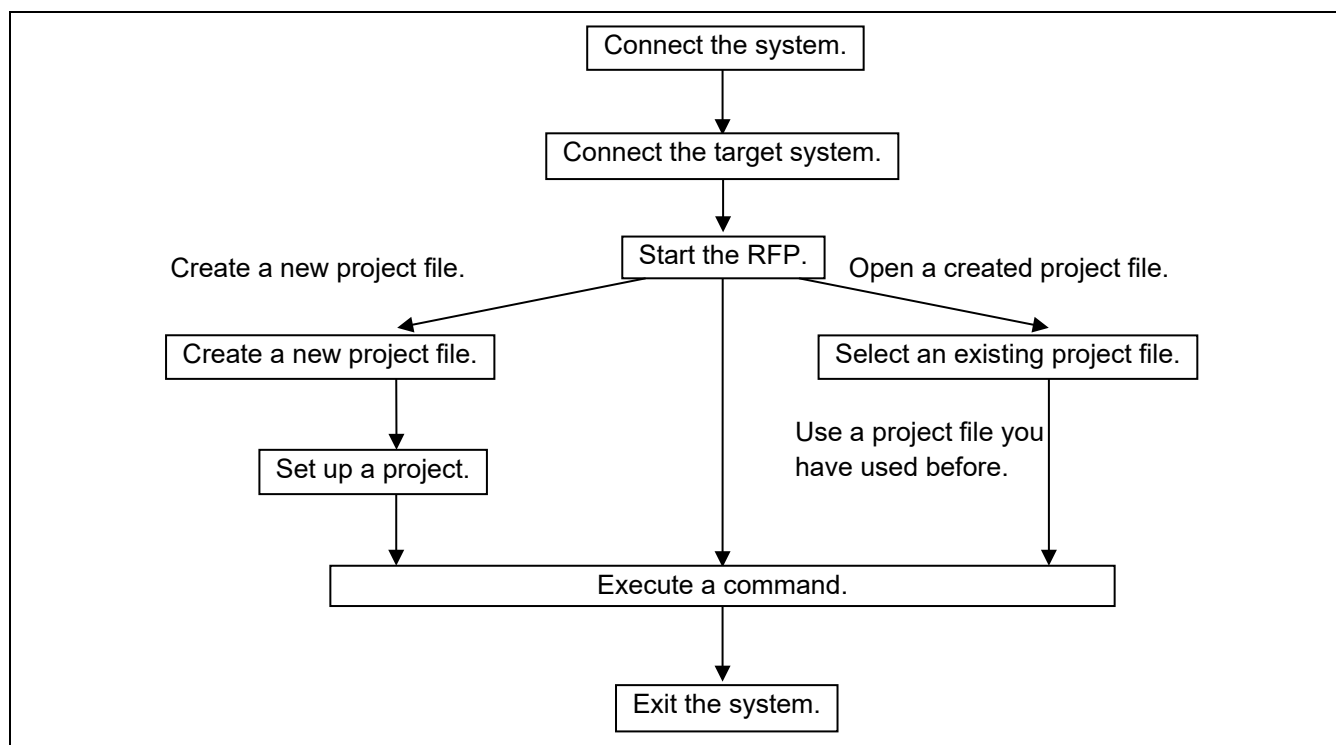 Connect the system.
Connect the target system.
Start the RFP.
Create a new project file.
Open a created project file.
Create a new project file.
Select an existing project file.
Use a project file you
have used before.
Set up a project.
Execute a command.
Exit the system.